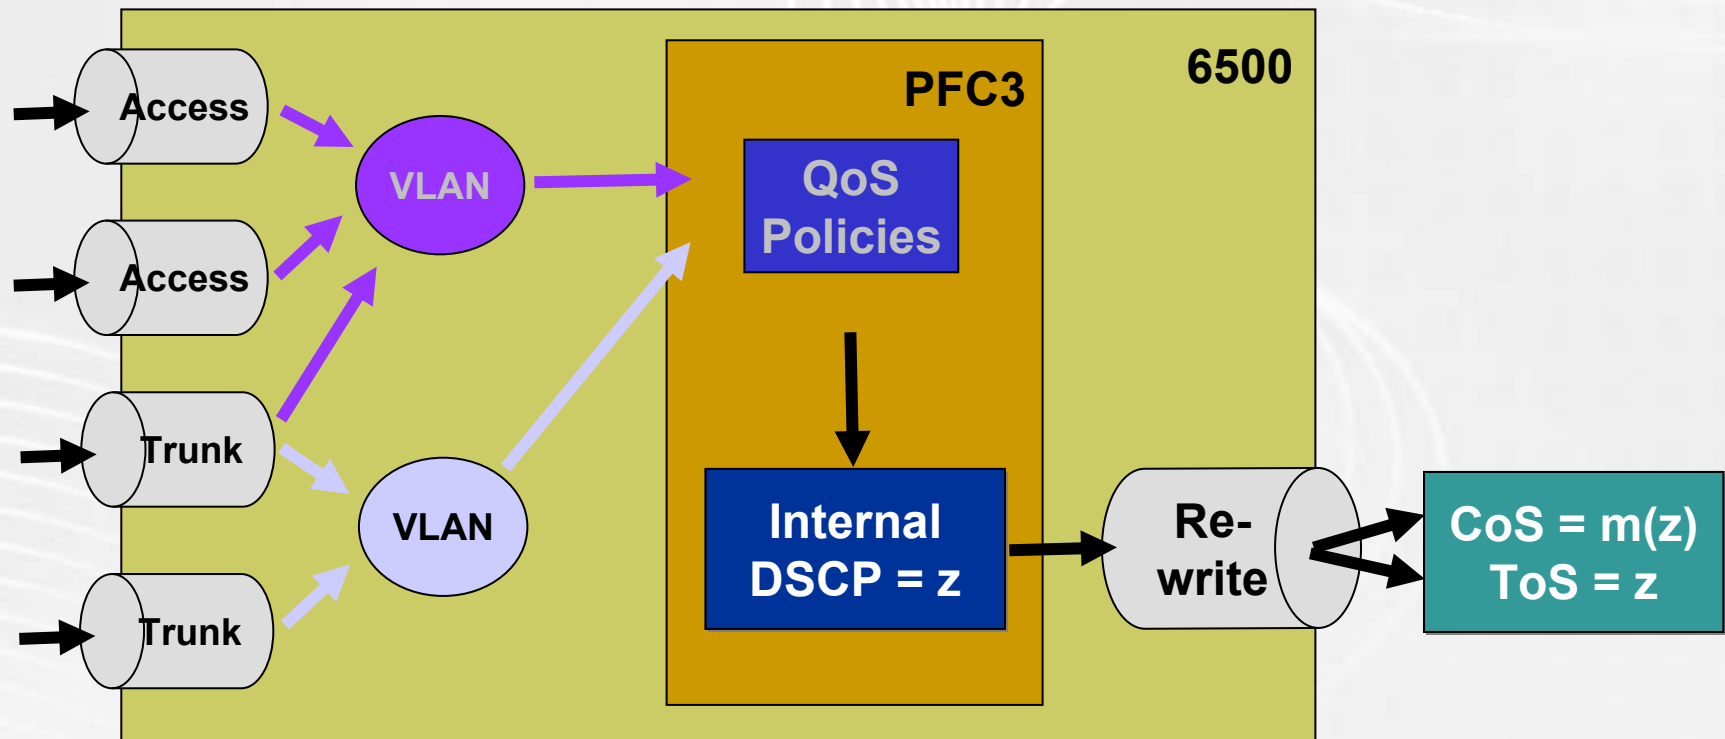 6500
PFC3
Access
Access
Trunk
Trunk
VLAN
VLAN
QoS
Policies
Internal
DSCP = z
Re-
write
CoS = m(z)
ToS = z